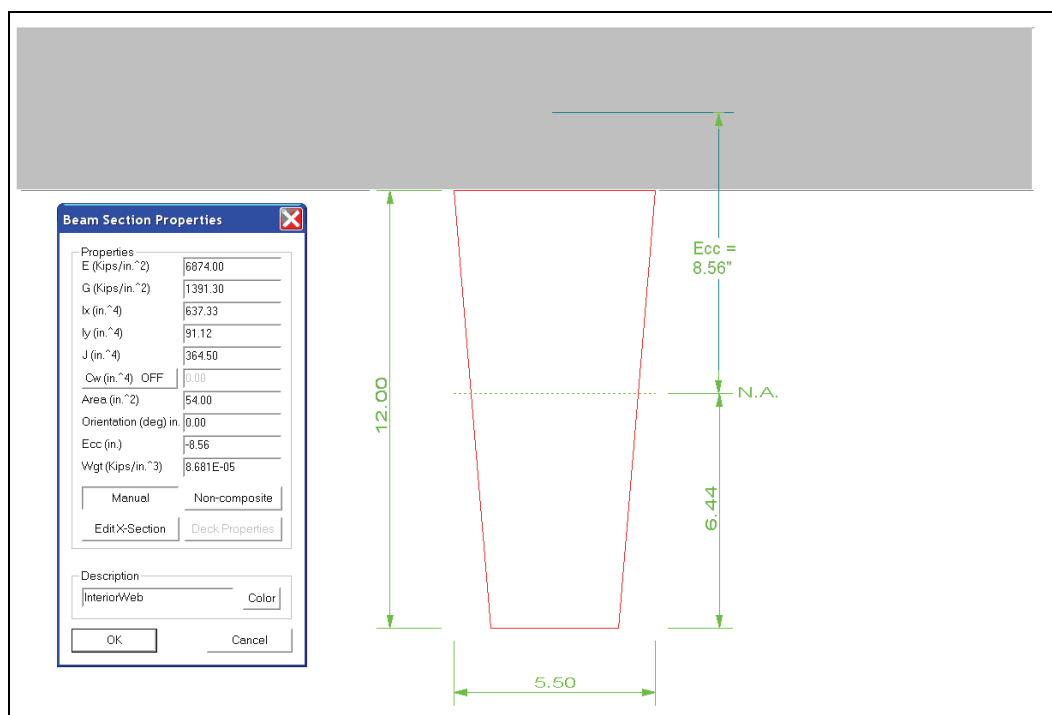 Beam Section Properties
Properties
E (Kips/in.^2) 6874.00
G (Kips/in.^2) 1391.30
Ix (in.^4) 637.33
Iy (in.^4) 91.12
J (in.^4) 364.50
Cw (in.^4) OFF 0.00
Area (in.^2) 54.00
Orientation (deg) in. 0.00
Ecc (in.) -8.56
Wgt (Kips/in.^3) 8.681E-05
Manual Non-composite
Edit X-Section Deck Properties
Description
InteriorWeb Color
OK Cancel
12.00
Ecc =
8.56"
N.A.
6.44
5.50